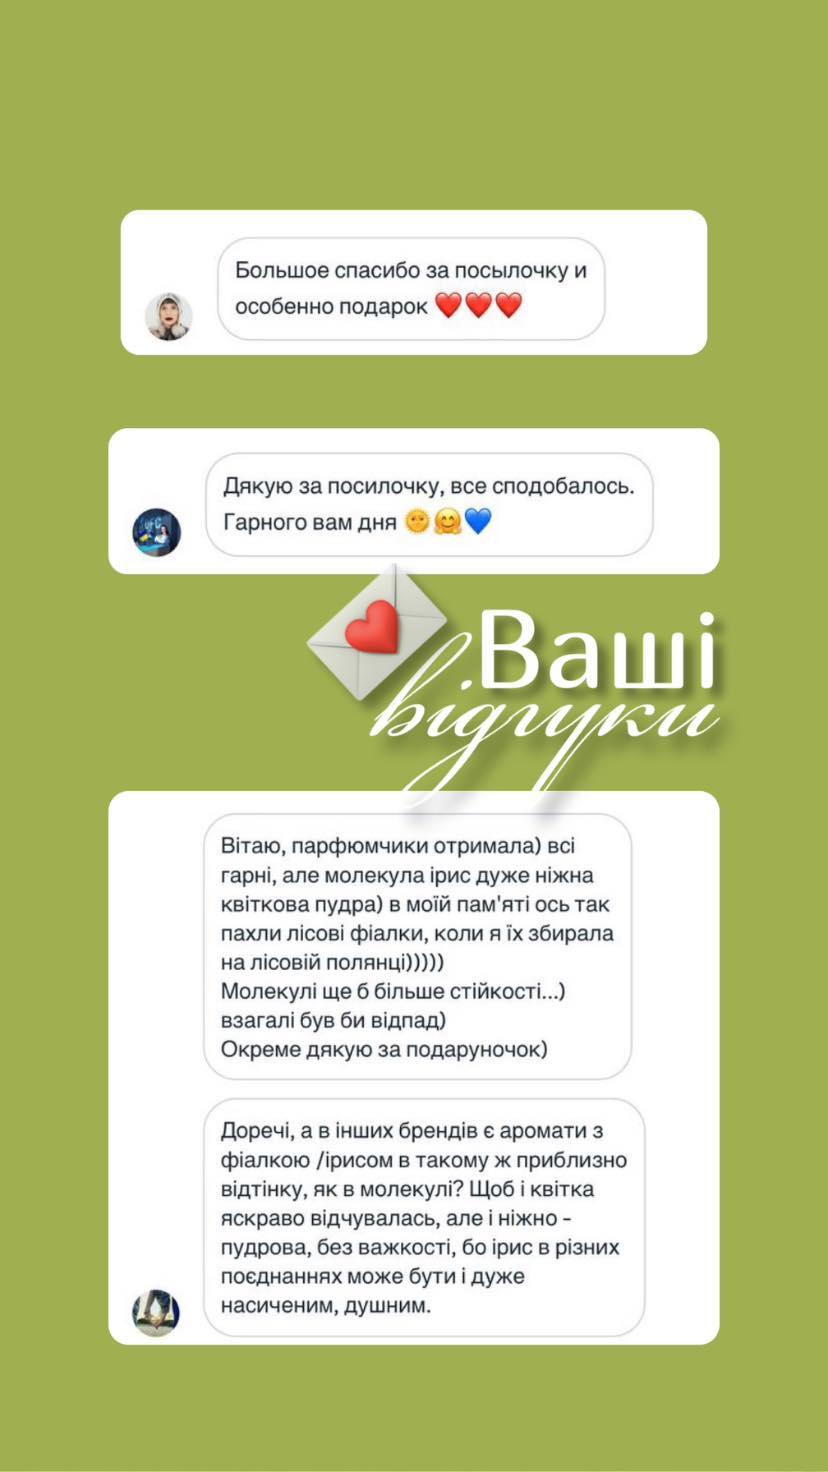 Большое спасибо за посылочку и
особенно подарок ❤️❤️❤️
Дякую за посилочку, все сподобалось.
Гарного вам дня 🌞🤗💙
Ваші
відгуки
Вітаю, парфюмчики отримала) всі
гарні, але молекула ірис дуже ніжна
квіткова пудра) в моїй пам'яті ось так
пахли лісові фіалки, коли я їх збирала
на лісовій полянці)))))
Молекулі ще б більше стійкості...)
взагалі був би відпад)
Окреме дякую за подаруночок)
Доречі, а в інших брендів є аромати з
фіалкою /ірисом в такому ж приблизно
відтінку, як в молекулі? Щоб і квітка
яскраво відчувалась, але і ніжно -
пудрова, без важкості, бо ірис в різних
поєднаннях може бути і дуже
насиченим, душним.